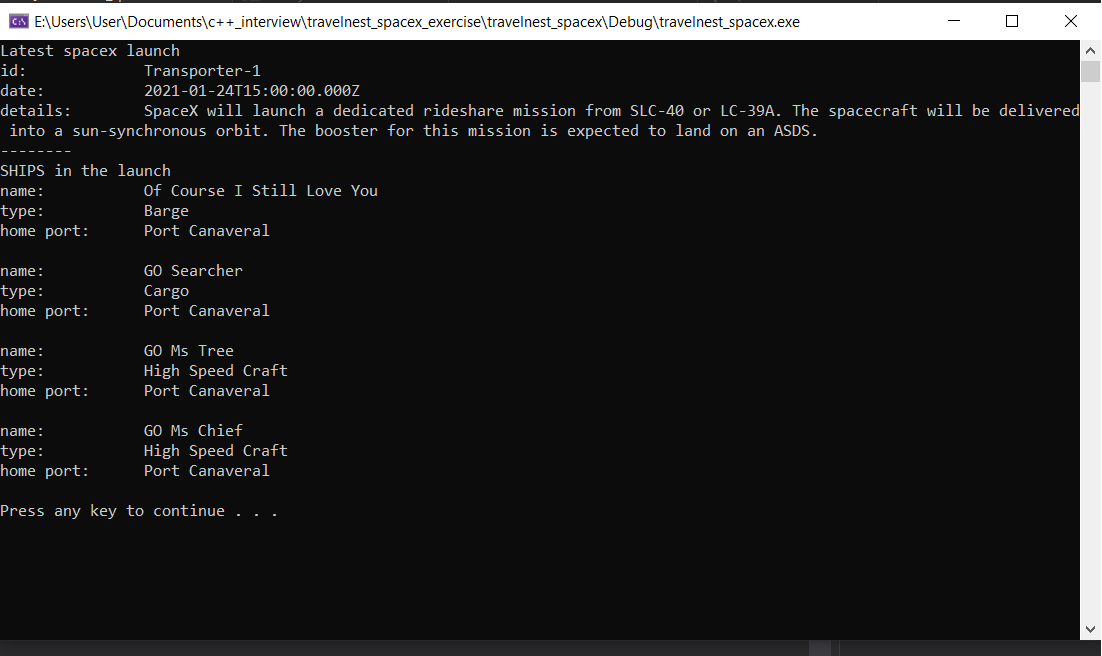 E:\Users\User\Documents\c++_interview\travelnest_spacex_exercise\travelnest_spacex\Debug\travelnest_spacex.exe
Latest spacex launch
id: Transporter-1
date: 2021-01-24T15:00:00.000Z
details: SpaceX will launch a dedicated rideshare mission from SLC-40 or LC-39A. The spacecraft will be delivered
into a sun-synchronous orbit. The booster for this mission is expected to land on an ASDS.
--------
SHIPS in the launch
name: Of Course I Still Love You
type: Barge
home port: Port Canaveral
name: GO Searcher
type: Cargo
home port: Port Canaveral
name: GO Ms Tree
type: High Speed Craft
home port: Port Canaveral
name: GO Ms Chief
type: High Speed Craft
home port: Port Canaveral
Press any key to continue . . .